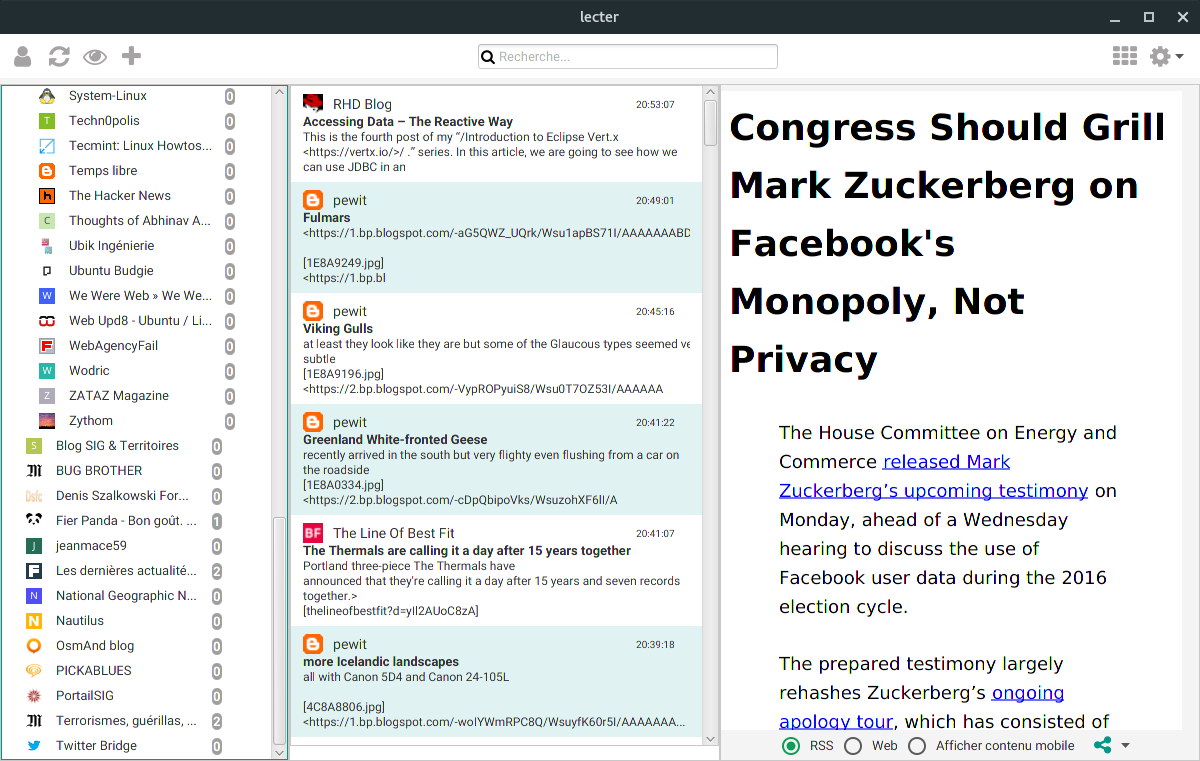 lecter
Recherche...
System-Linux 0
T Techn0polis 0
Tecmint: Linux Howtos... 0
Temps libre 0
h The Hacker News 0
C Thoughts of Abhinav A... 0
Ubik Ingénierie 0
Ubuntu Budgie 0
W We Were Web » We We... 0
Web Upd8 - Ubuntu / Li... 0
F WebAgencyFail 0
W Wodric 0
Z ZATAZ Magazine 0
Zythom 0
S Blog SIG & Territoires 0
M BUG BROTHER 0
Dsfc Denis Szalkowski For... 0
Fier Panda - Bon goût. ... 1
J jeanmace59 0
F Les dernières actualité... 2
N National Geographic N... 0
N Nautilus 0
OsmAnd blog 0
PICKABLUES 0
PortailSIG 0
M Terrorismes, guérillas, ... 2
Twitter Bridge 0
RHD Blog 20:53:07
Accessing Data – The Reactive Way
This is the fourth post of my “/Introduction to Eclipse Vert.x
<https://vertx.io/>/ .” series. In this article, we are going to see how we
can use JDBC in an
pewit 20:49:01
Fulmars
<https://1.bp.blogspot.com/-aG5QWZ_UQrk/Wsu1apBS71I/AAAAAAABD
[1E8A9249.jpg]
<https://1.bp.bl
pewit 20:45:16
Viking Gulls
at least they look like they are but some of the Glaucous types seemed ve
subtle
[1E8A9196.jpg]
<https://2.bp.blogspot.com/-VypROPyuiS8/Wsu0T7OZ53I/AAAAAA
pewit 20:41:22
Greenland White-fronted Geese
recently arrived in the south but very flighty even flushing from a car on
the roadside
[1E8A0334.jpg]
<https://2.bp.blogspot.com/-cDpQbipoVks/WsuzohXF6lI/A
BF The Line Of Best Fit 20:41:07
The Thermals are calling it a day after 15 years together
Portland three-piece The Thermals have
announced that they're calling it a day after 15 years and seven records
together.>
[thelineofbestfit?d=yIl2AUoC8zA]
pewit 20:39:18
more Icelandic landscapes
all with Canon 5D4 and Canon 24-105L
[4C8A8806.jpg]
<https://1.bp.blogspot.com/-woIYWmRPC8Q/WsuyfK60r5I/AAAAAAA...
Congress Should Grill
Mark Zuckerberg on
Facebook's
Monopoly, Not
Privacy
The House Committee on Energy and
Commerce released Mark
Zuckerberg’s upcoming testimony on
Monday, ahead of a Wednesday
hearing to discuss the use of
Facebook user data during the 2016
election cycle.
The prepared testimony largely
rehashes Zuckerberg’s ongoing
apology tour, which has consisted of
RSS Web Afficher contenu mobile